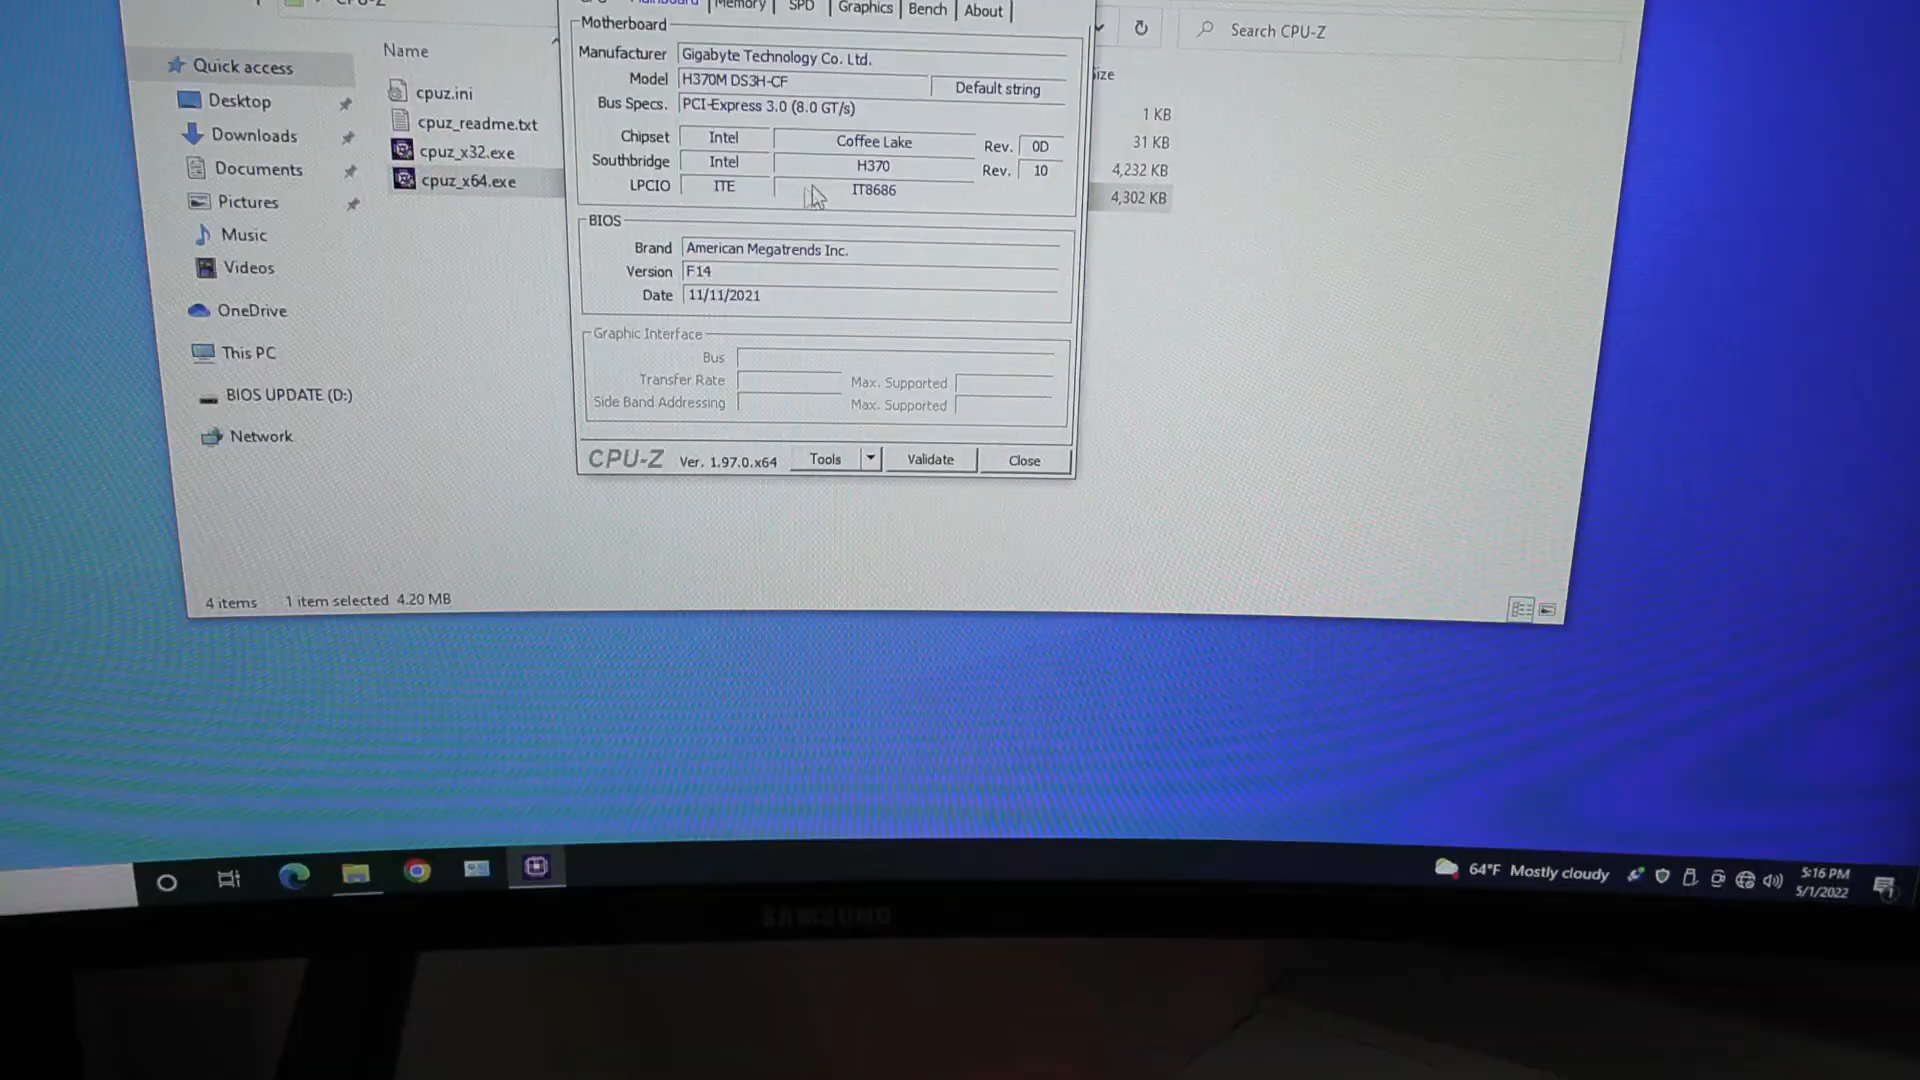 CPU-Z
Mainboard Memory SPD Graphics Bench About
Search CPU-Z
Quick access
Desktop
Downloads
Documents
Pictures
Music
Videos
OneDrive
This PC
BIOS UPDATE (D:)
Network
Name
cpuz.ini
cpuz_readme.txt
cpuz_x32.exe
cpuz_x64.exe
Motherboard
Manufacturer Gigabyte Technology Co. Ltd.
Model H370M DS3H-CF Default string
Bus Specs. PCI-Express 3.0 (8.0 GT/s)
Chipset Intel Coffee Lake Rev. 0D
Southbridge Intel H370 Rev. 10
LPCIO ITE IT8686
BIOS
Brand American Megatrends Inc.
Version F14
Date 11/11/2021
Graphic Interface
Bus
Transfer Rate Max. Supported
Side Band Addressing Max. Supported
CPU-Z Ver. 1.97.0.x64 Tools Validate Close
1 KB
31 KB
4,232 KB
4,302 KB
4 items 1 item selected 4.20 MB
64°F Mostly cloudy
5:16 PM
5/1/2022
1
SAMSUNG